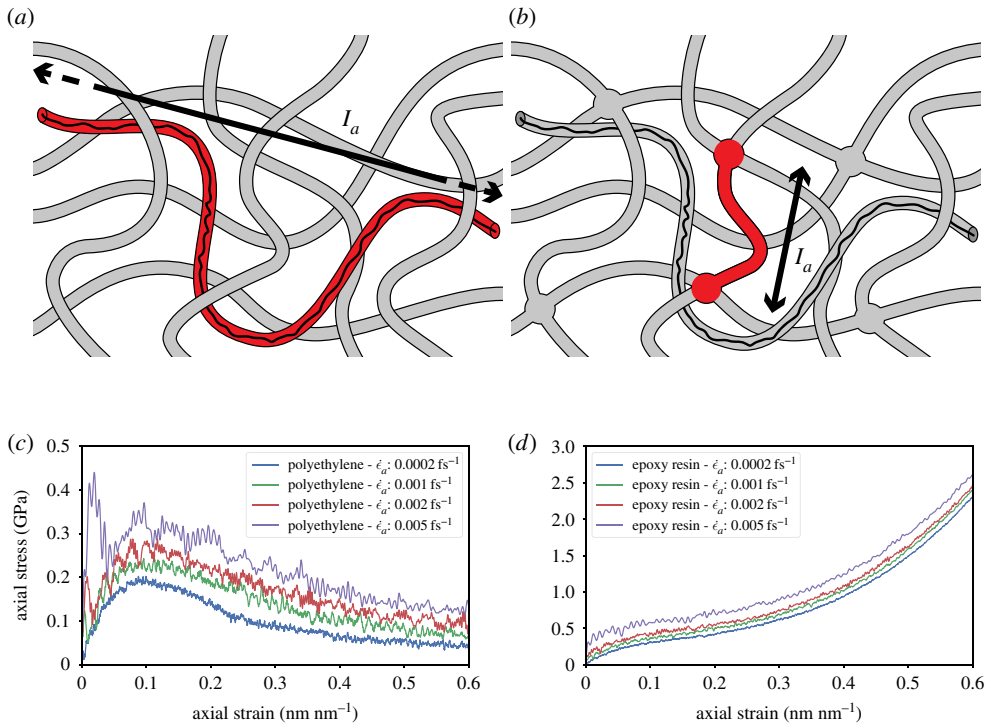 (a)
(b)
I_a
I_a
(c)
(d)
0.5
0.4
0.3
0.2
0.1
0
axial stress (GPa)
polyethylene - ε̇_a: 0.0002 fs⁻¹
polyethylene - ε̇_a: 0.001 fs⁻¹
polyethylene - ε̇_a: 0.002 fs⁻¹
polyethylene - ε̇_a: 0.005 fs⁻¹
0 0.1 0.2 0.3 0.4 0.5 0.6
axial strain (nm nm⁻¹)
3.0
2.5
2.0
1.5
1.0
0.5
0
epoxy resin - ε̇_a: 0.0002 fs⁻¹
epoxy resin - ε̇_a: 0.001 fs⁻¹
epoxy resin - ε̇_a: 0.002 fs⁻¹
epoxy resin - ε̇_a: 0.005 fs⁻¹
0 0.1 0.2 0.3 0.4 0.5 0.6
axial strain (nm nm⁻¹)